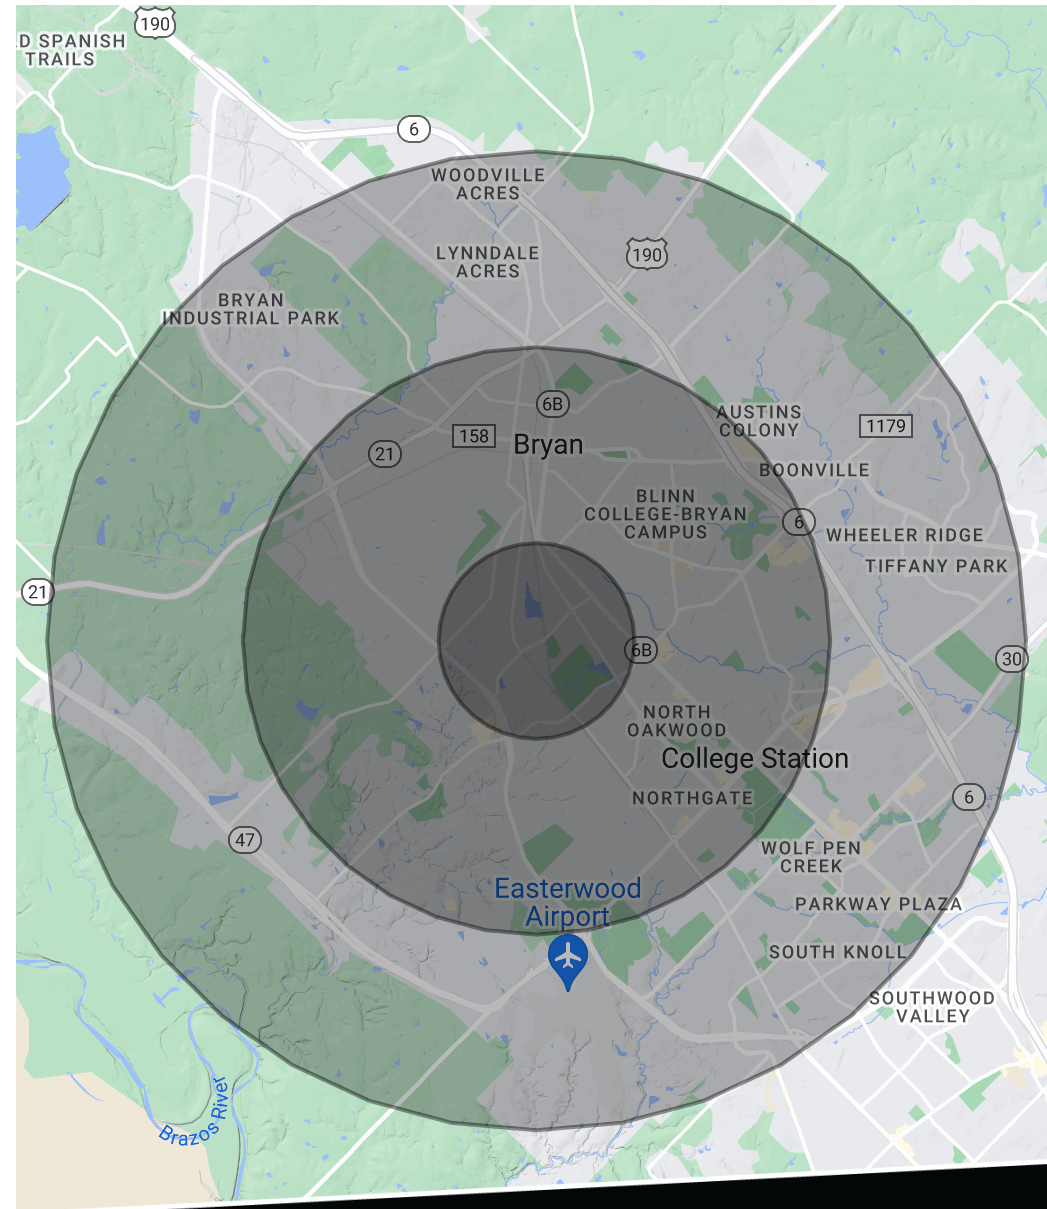 190
D SPANISH
TRAILS
6
WOODVILLE
ACRES
LYNNDALE
ACRES
190
BRYAN
INDUSTRIAL PARK
6B
AUSTINS
COLONY
1179
158
Bryan
21
BOONVILLE
BLINN
COLLEGE-BRYAN
CAMPUS
6
WHEELER RIDGE
TIFFANY PARK
21
6B
30
NORTH
OAKWOOD
College Station
NORTHGATE
6
47
WOLF PEN
CREEK
Easterwood
Airport
PARKWAY PLAZA
SOUTH KNOLL
SOUTHWOOD
VALLEY
Brazos River